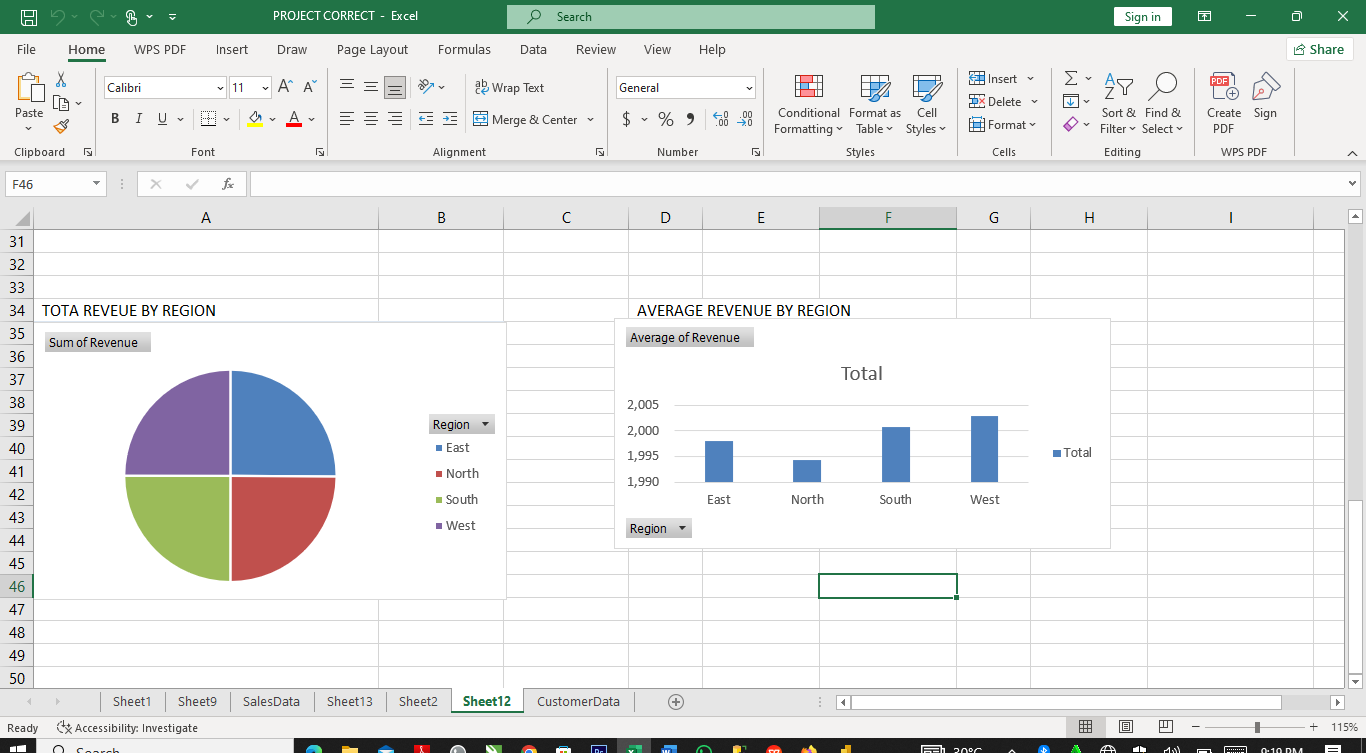 PROJECT CORRECT - Excel
Search
Sign in
File Home WPS PDF Insert Draw Page Layout Formulas Data Review View Help
Share
Paste
Clipboard
Calibri 11
B I U
Font
Wrap Text
Merge & Center
Alignment
General
$ % 9
Number
Conditional Formatting
Format as Table
Cell Styles
Styles
Insert
Delete
Format
Cells
Sort & Filter
Find & Select
Editing
Create PDF
Sign
WPS PDF
F46
fx
A B C D E F G H I
31
32
33
34 TOTA REVEUE BY REGION AVERAGE REVENUE BY REGION
35
36
37
38
39
40
41
42
43
44
45
46
47
48
49
50
Sum of Revenue
Region
East
North
South
West
Average of Revenue
Total
2,005
2,000
1,995
1,990
East North South West
Total
Region
Sheet1 Sheet9 SalesData Sheet13 Sheet2 Sheet12 CustomerData
Ready Accessibility: Investigate
115%
Search
30°C
9:19 PM